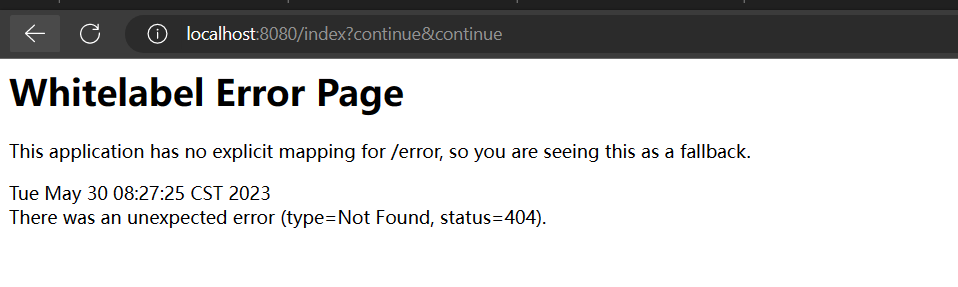 localhost:8080/index?continue&continue
Whitelabel Error Page
This application has no explicit mapping for /error, so you are seeing this as a fallback.
Tue May 30 08:27:25 CST 2023
There was an unexpected error (type=Not Found, status=404).